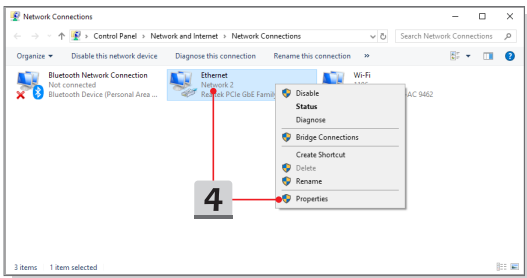 Network Connections
Control Panel > Network and Internet > Network Connections
Search Network Connections
Organize
Disable this network device
Diagnose this connection
Rename this connection
»
Bluetooth Network Connection
Not connected
Bluetooth Device (Personal Area ...
Ethernet
Network 2
Realtek PCIe GbE Family
Wi-Fi
AC 9462
Disable
Status
Diagnose
Bridge Connections
Create Shortcut
Delete
Rename
Properties
4
3 items
1 item selected